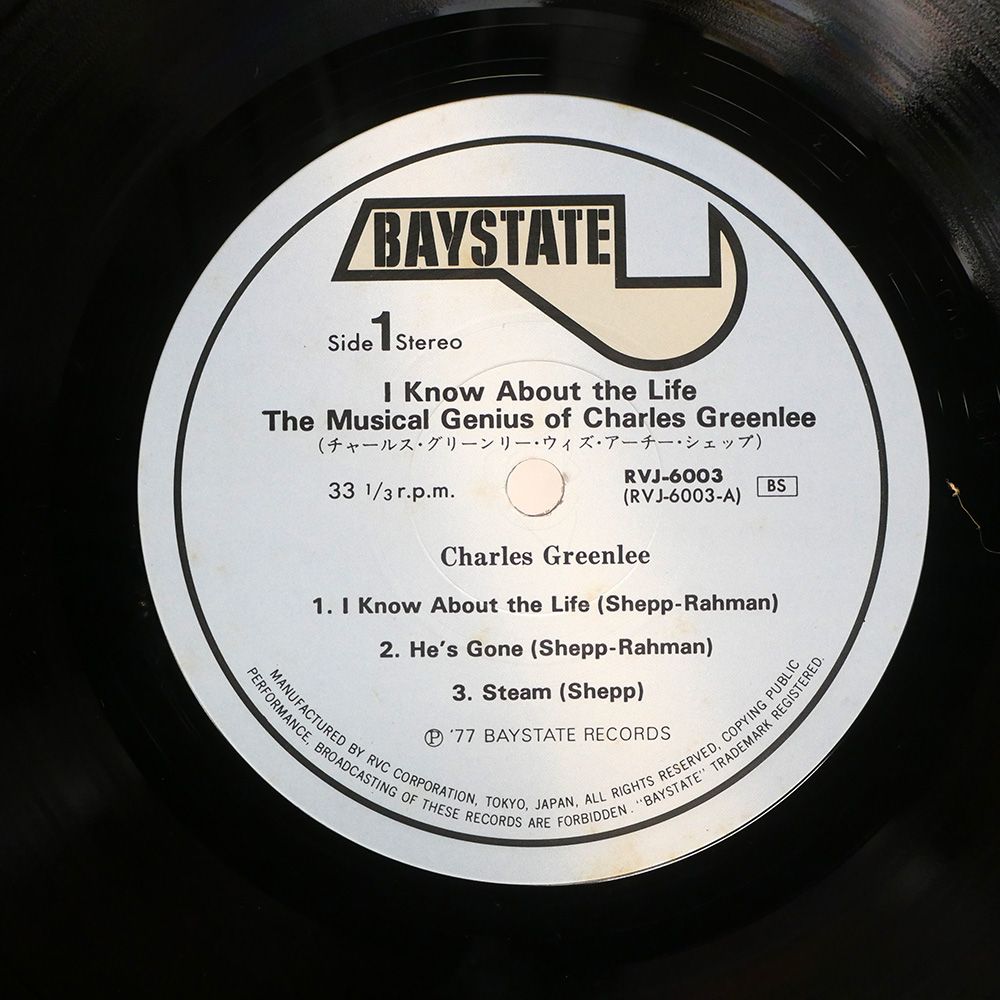 BAYSTATE
Side 1 Stereo
I Know About the Life
The Musical Genius of Charles Greenlee
(チャールス・グリーンリー・ウィズ・アーチー・シェップ)
33 1/3 r.p.m.
RVJ-6003
(RVJ-6003-A)
BS
Charles Greenlee
1. I Know About the Life (Shepp-Rahman)
2. He's Gone (Shepp-Rahman)
3. Steam (Shepp)
℗ '77 BAYSTATE RECORDS
MANUFACTURED BY RVC CORPORATION, TOKYO, JAPAN, ALL RIGHTS RESERVED, COPYING PUBLIC
PERFORMANCE, BROADCASTING OF THESE RECORDS ARE FORBIDDEN. "BAYSTATE" TRADEMARK REGISTERED.